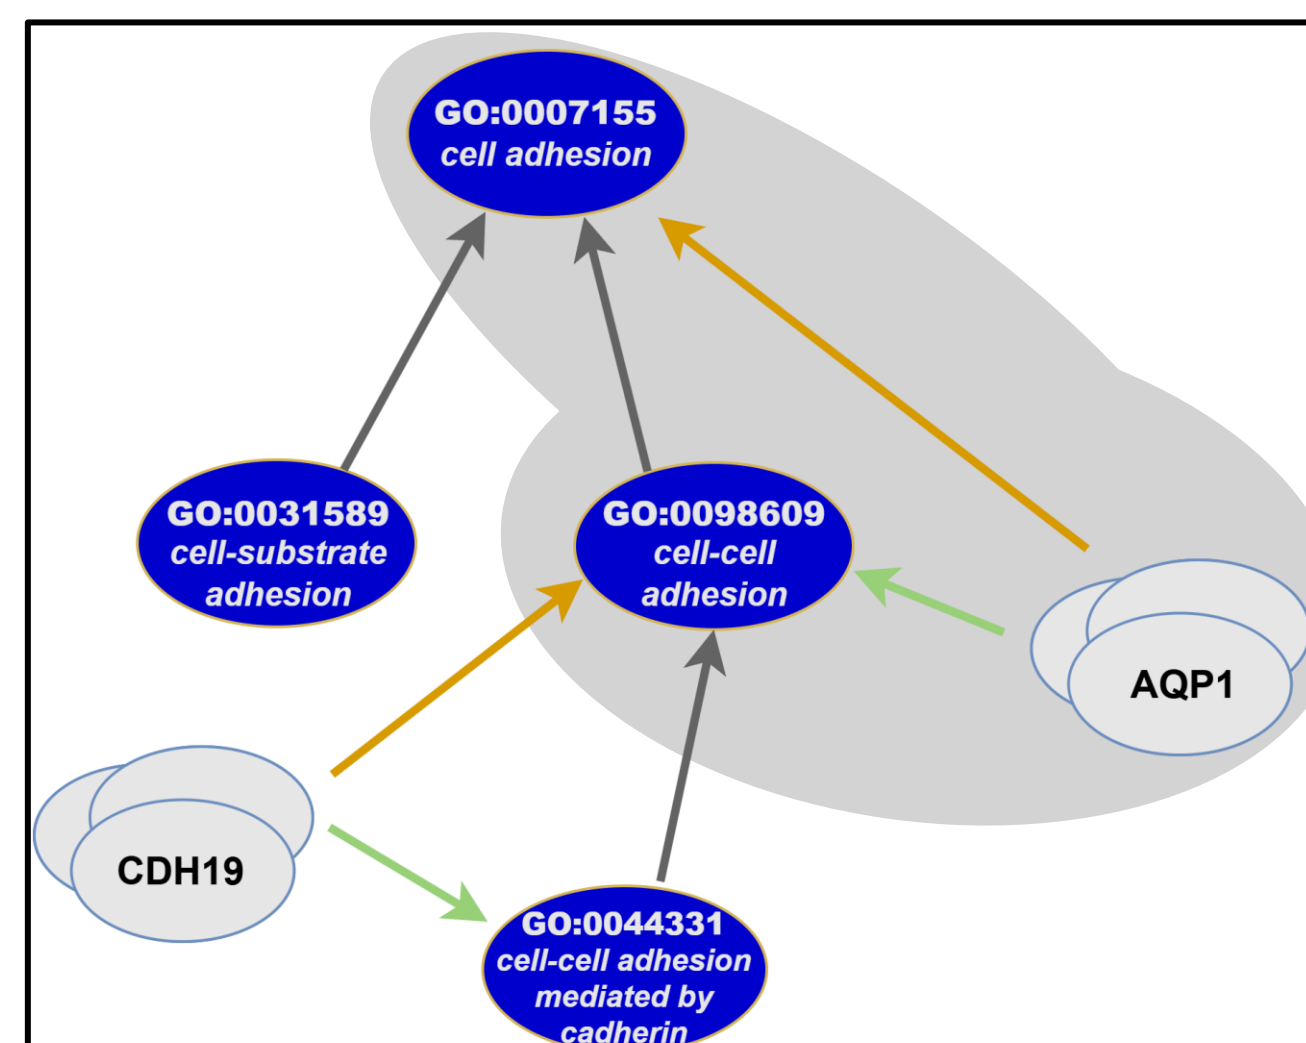 GO:0007155
cell adhesion
GO:0031589
cell-substrate
adhesion
GO:0098609
cell-cell
adhesion
AQP1
CDH19
GO:0044331
cell-cell adhesion
mediated by
cadherin